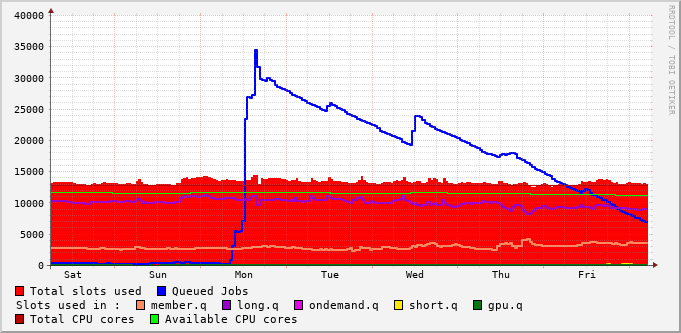 RRDTOOL / TOBI OETIKER
40000
35000
30000
25000
20000
15000
10000
5000
0
Sat Sun Mon Tue Wed Thu Fri
Total slots used Queued Jobs
Slots used in : member.q long.q ondemand.q short.q gpu.q
Total CPU cores Available CPU cores